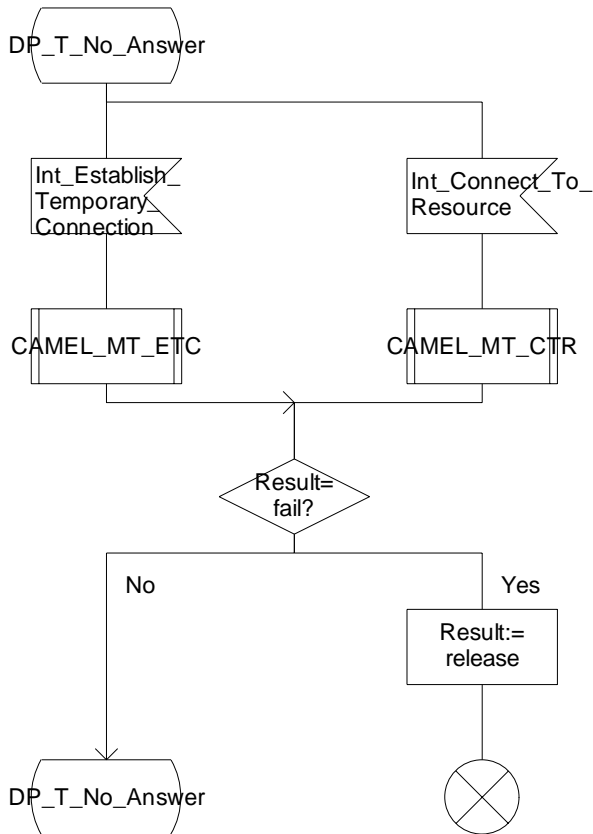 DP_T_No_Answer
Int_Establish_
Temporary_
Connection
Int_Connect_To_
Resource
CAMEL_MT_ETC
CAMEL_MT_CTR
Result=
fail?
No
Yes
Result:=
release
DP_T_No_Answer